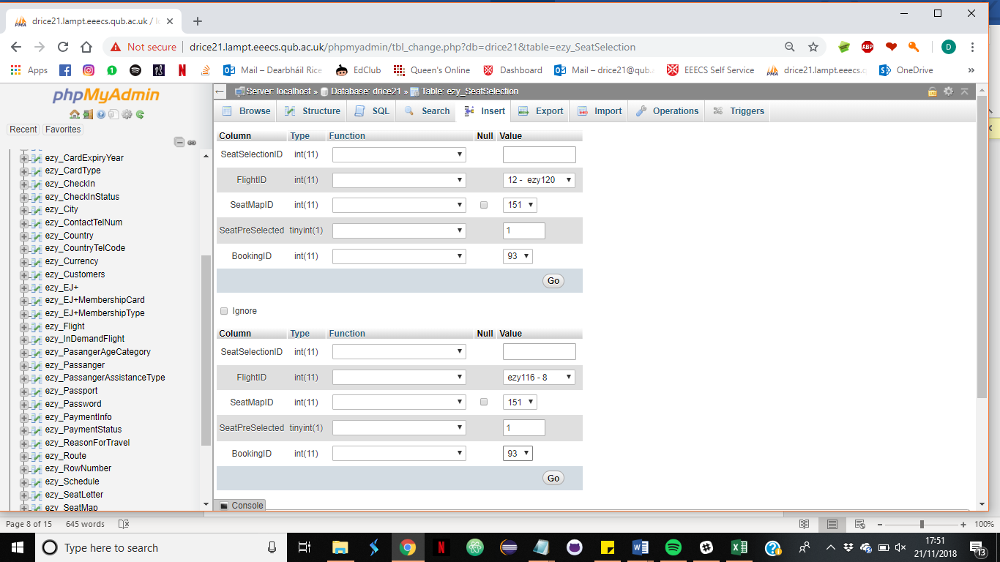 drice21.lampt.eeecs.qub.ac.uk / lo
Not secure | drice21.lampt.eeecs.qub.ac.uk/phpmyadmin/tbl_change.php?db=drice21&table=ezy_SeatSelection
ABP
D
Apps
Mail – Dearbháil Rice
EdClub
Queen's Online
Dashboard
Mail – drice21@qub.
EEECS Self Service
drice21.lampt.eeecs.c
OneDrive
»
phpMyAdmin
Recent Favorites
ezy_CardExpiryYear
ezy_CardType
ezy_CheckIn
ezy_CheckInStatus
ezy_City
ezy_ContactTelNum
ezy_Country
ezy_CountryTelCode
ezy_Currency
ezy_Customers
ezy_EJ+
ezy_EJ+MembershipCard
ezy_EJ+MembershipType
ezy_Flight
ezy_InDemandFlight
ezy_PasangerAgeCategory
ezy_Passanger
ezy_PassangerAssistanceType
ezy_Passport
ezy_Password
ezy_PaymentInfo
ezy_PaymentStatus
ezy_ReasonForTravel
ezy_Route
ezy_RowNumber
ezy_Schedule
ezy_SeatLetter
ezy_SeatMap
Server: localhost » Database: drice21 » Table: ezy_SeatSelection
Browse Structure SQL Search Insert Export Import Operations Triggers
Column Type Function Null Value
SeatSelectionID int(11)
FlightID int(11) 12 - ezy120
SeatMapID int(11) 151
SeatPreSelected tinyint(1) 1
BookingID int(11) 93
Go
Ignore
Column Type Function Null Value
SeatSelectionID int(11)
FlightID int(11) ezy116 - 8
SeatMapID int(11) 151
SeatPreSelected tinyint(1) 1
BookingID int(11) 93
Go
Console
Page 8 of 15 645 words 100%
Type here to search
17:51
21/11/2018
13